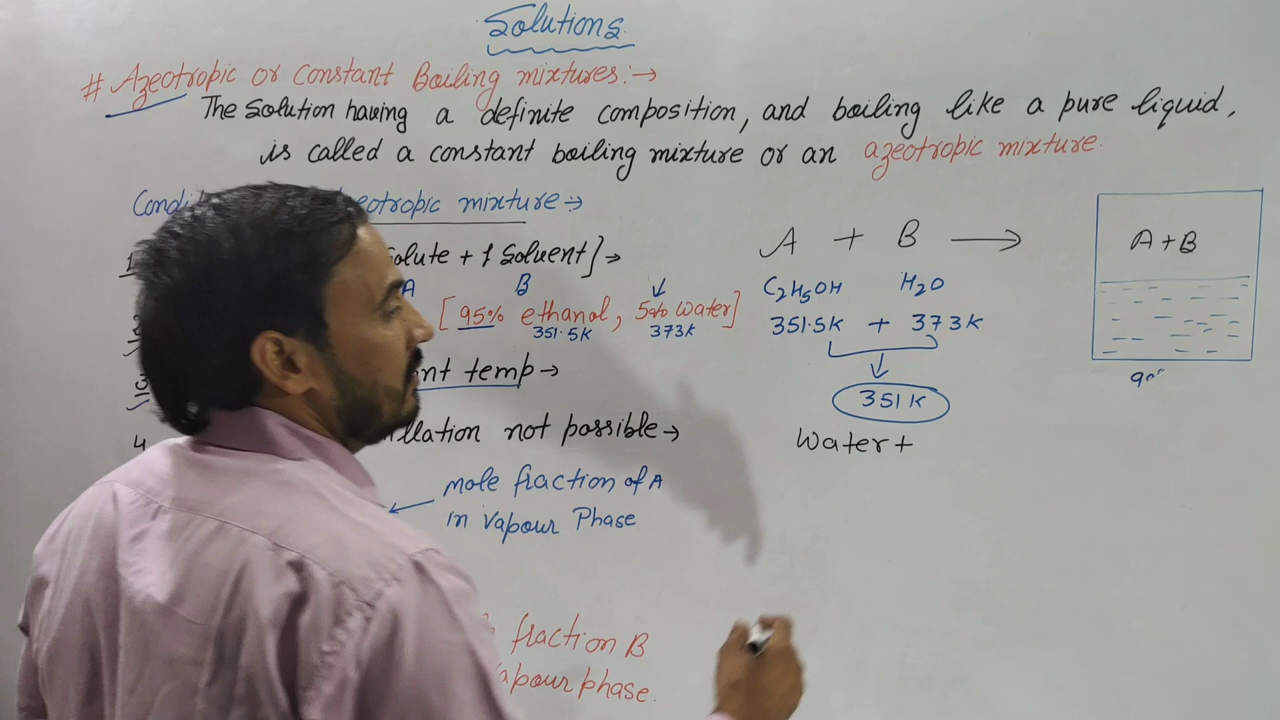 Solutions
# Azeotropic or Constant Boiling mixtures:→
The Solution having a definite composition, and boiling like a pure liquid,
is called a constant boiling mixture or an azeotropic mixture.
eotropic mixture→
olute + 1 Solvent]→
A B
[95% ethanol, 5% water]
351.5K 373K
nt temp→
llation not possible→
mole fraction of A
in Vapour Phase
fraction B
apour phase.
A + B →
C2H5OH H2O
351.5K + 373K
351 K
Water +
A+B